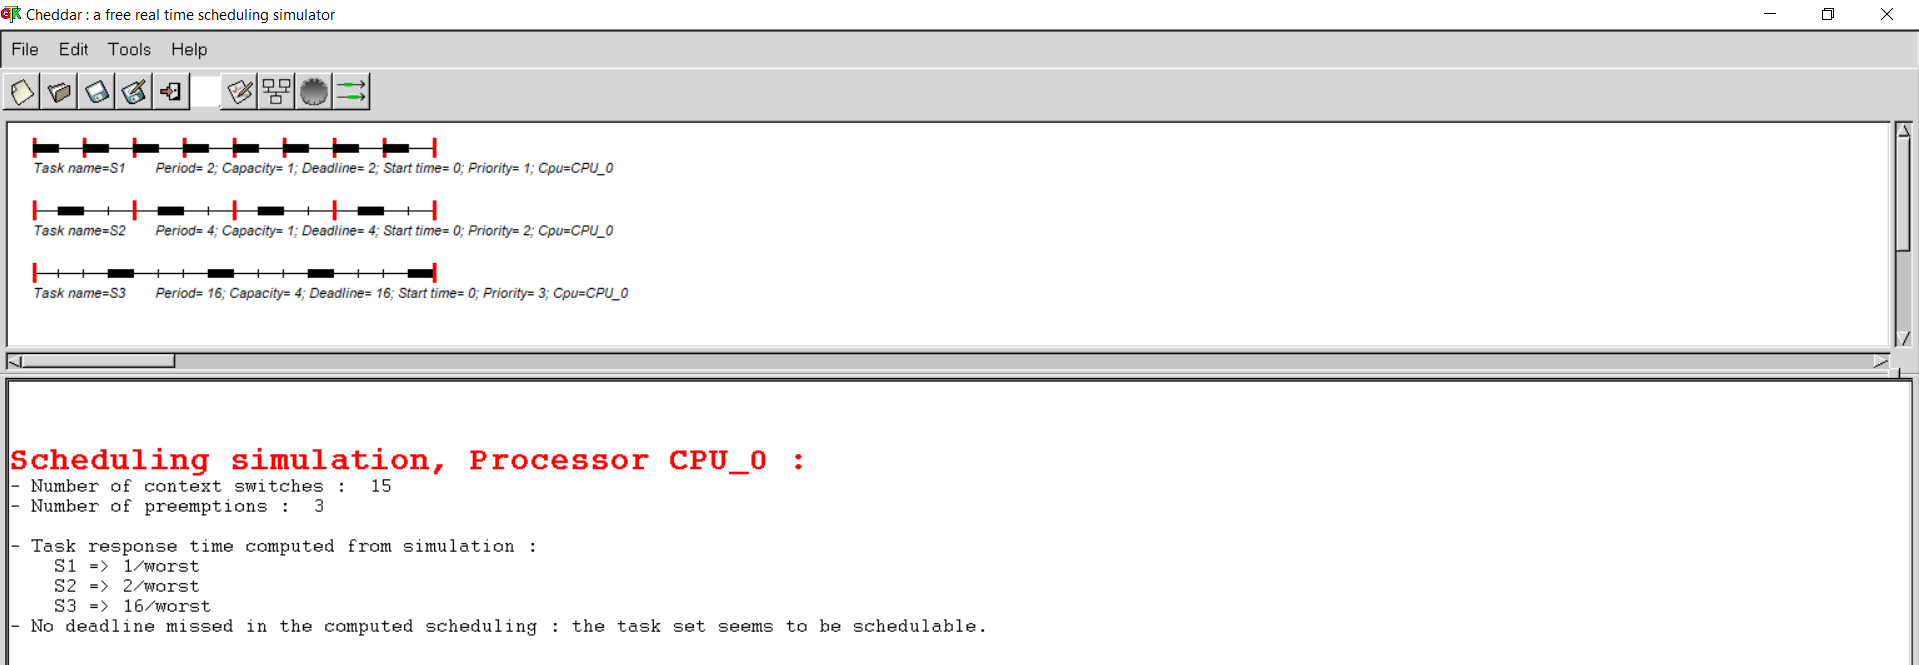 Cheddar : a free real time scheduling simulator
File Edit Tools Help
Task name=S1 Period= 2; Capacity= 1; Deadline= 2; Start time= 0; Priority= 1; Cpu=CPU_0
Task name=S2 Period= 4; Capacity= 1; Deadline= 4; Start time= 0; Priority= 2; Cpu=CPU_0
Task name=S3 Period= 16; Capacity= 4; Deadline= 16; Start time= 0; Priority= 3; Cpu=CPU_0
Scheduling simulation, Processor CPU_0 :
- Number of context switches : 15
- Number of preemptions : 3
- Task response time computed from simulation :
S1 => 1/worst
S2 => 2/worst
S3 => 16/worst
- No deadline missed in the computed scheduling : the task set seems to be schedulable.